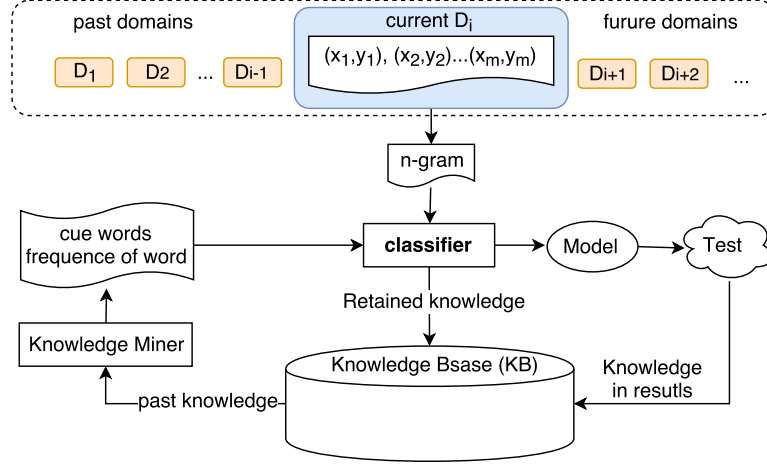 past domains
current Di
furure domains
D1
D2
...
Di-1
(x1,y1), (x2,y2)...(xm,ym)
Di+1
Di+2
...
n-gram
cue words
frequence of word
classifier
Model
Test
Retained knowledge
Knowledge Miner
Knowledge Bsase (KB)
Knowledge
in resutls
past knowledge